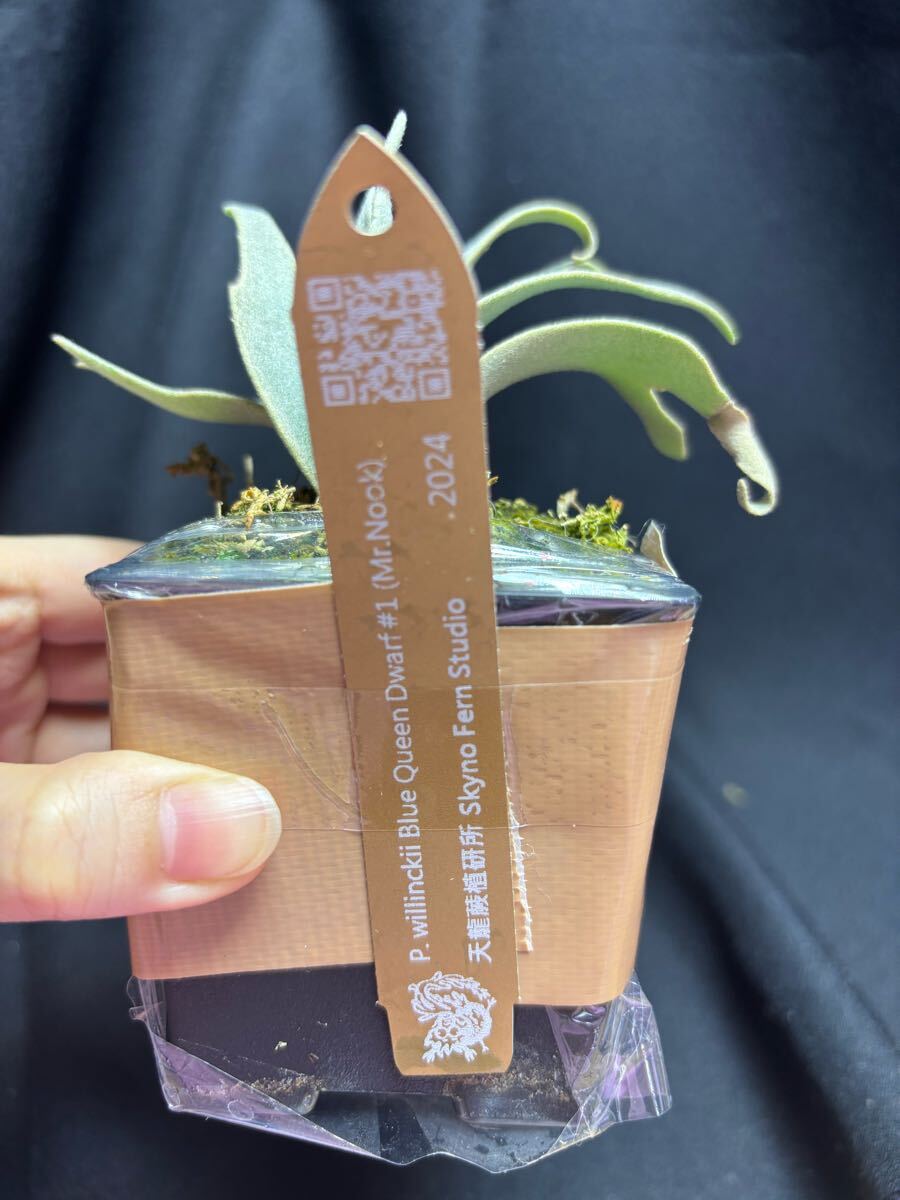 P. willinckii Blue Queen Dwarf #1 (Mr.Nook)
.2024
天龍蕨植研所 Skyno Fern Studio